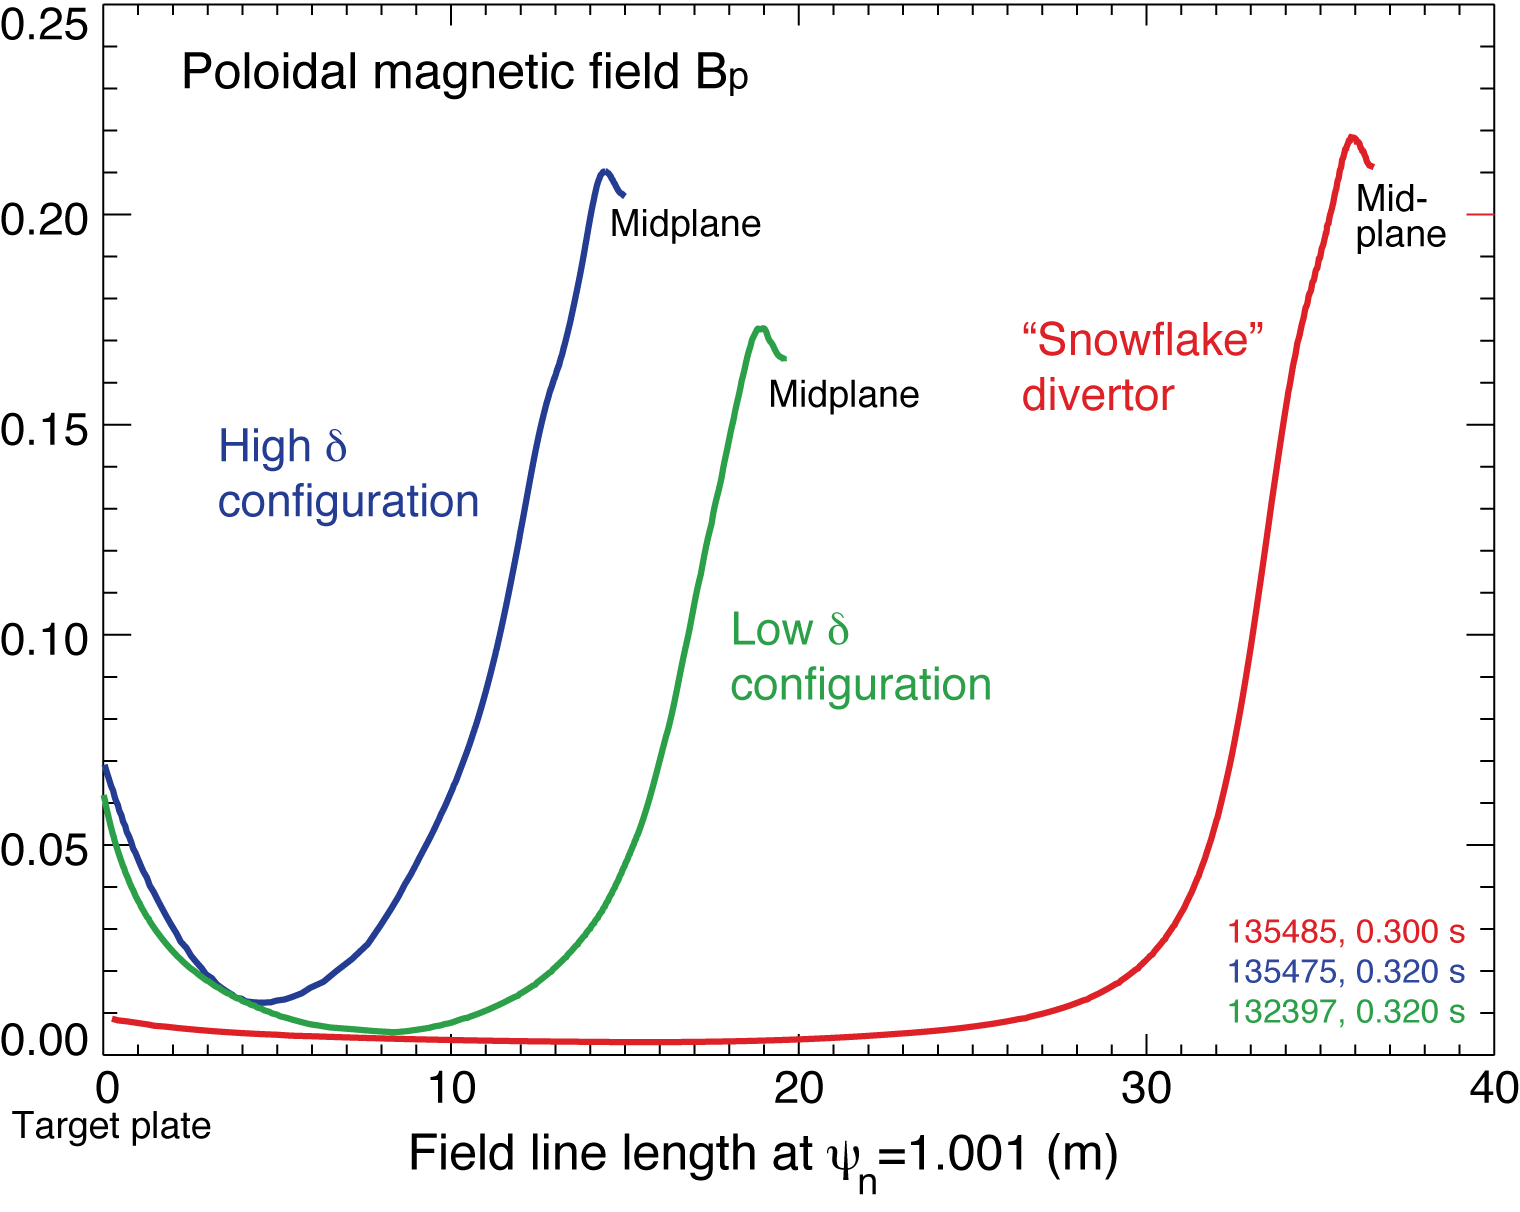 0.25
Poloidal magnetic field Bp
0.20
Midplane
Mid-
plane
“Snowflake”
divertor
Midplane
0.15
High δ
configuration
0.10
Low δ
configuration
0.05
135485, 0.300 s
135475, 0.320 s
132397, 0.320 s
0.00
0 10 20 30 40
Target plate
Field line length at ψn=1.001 (m)